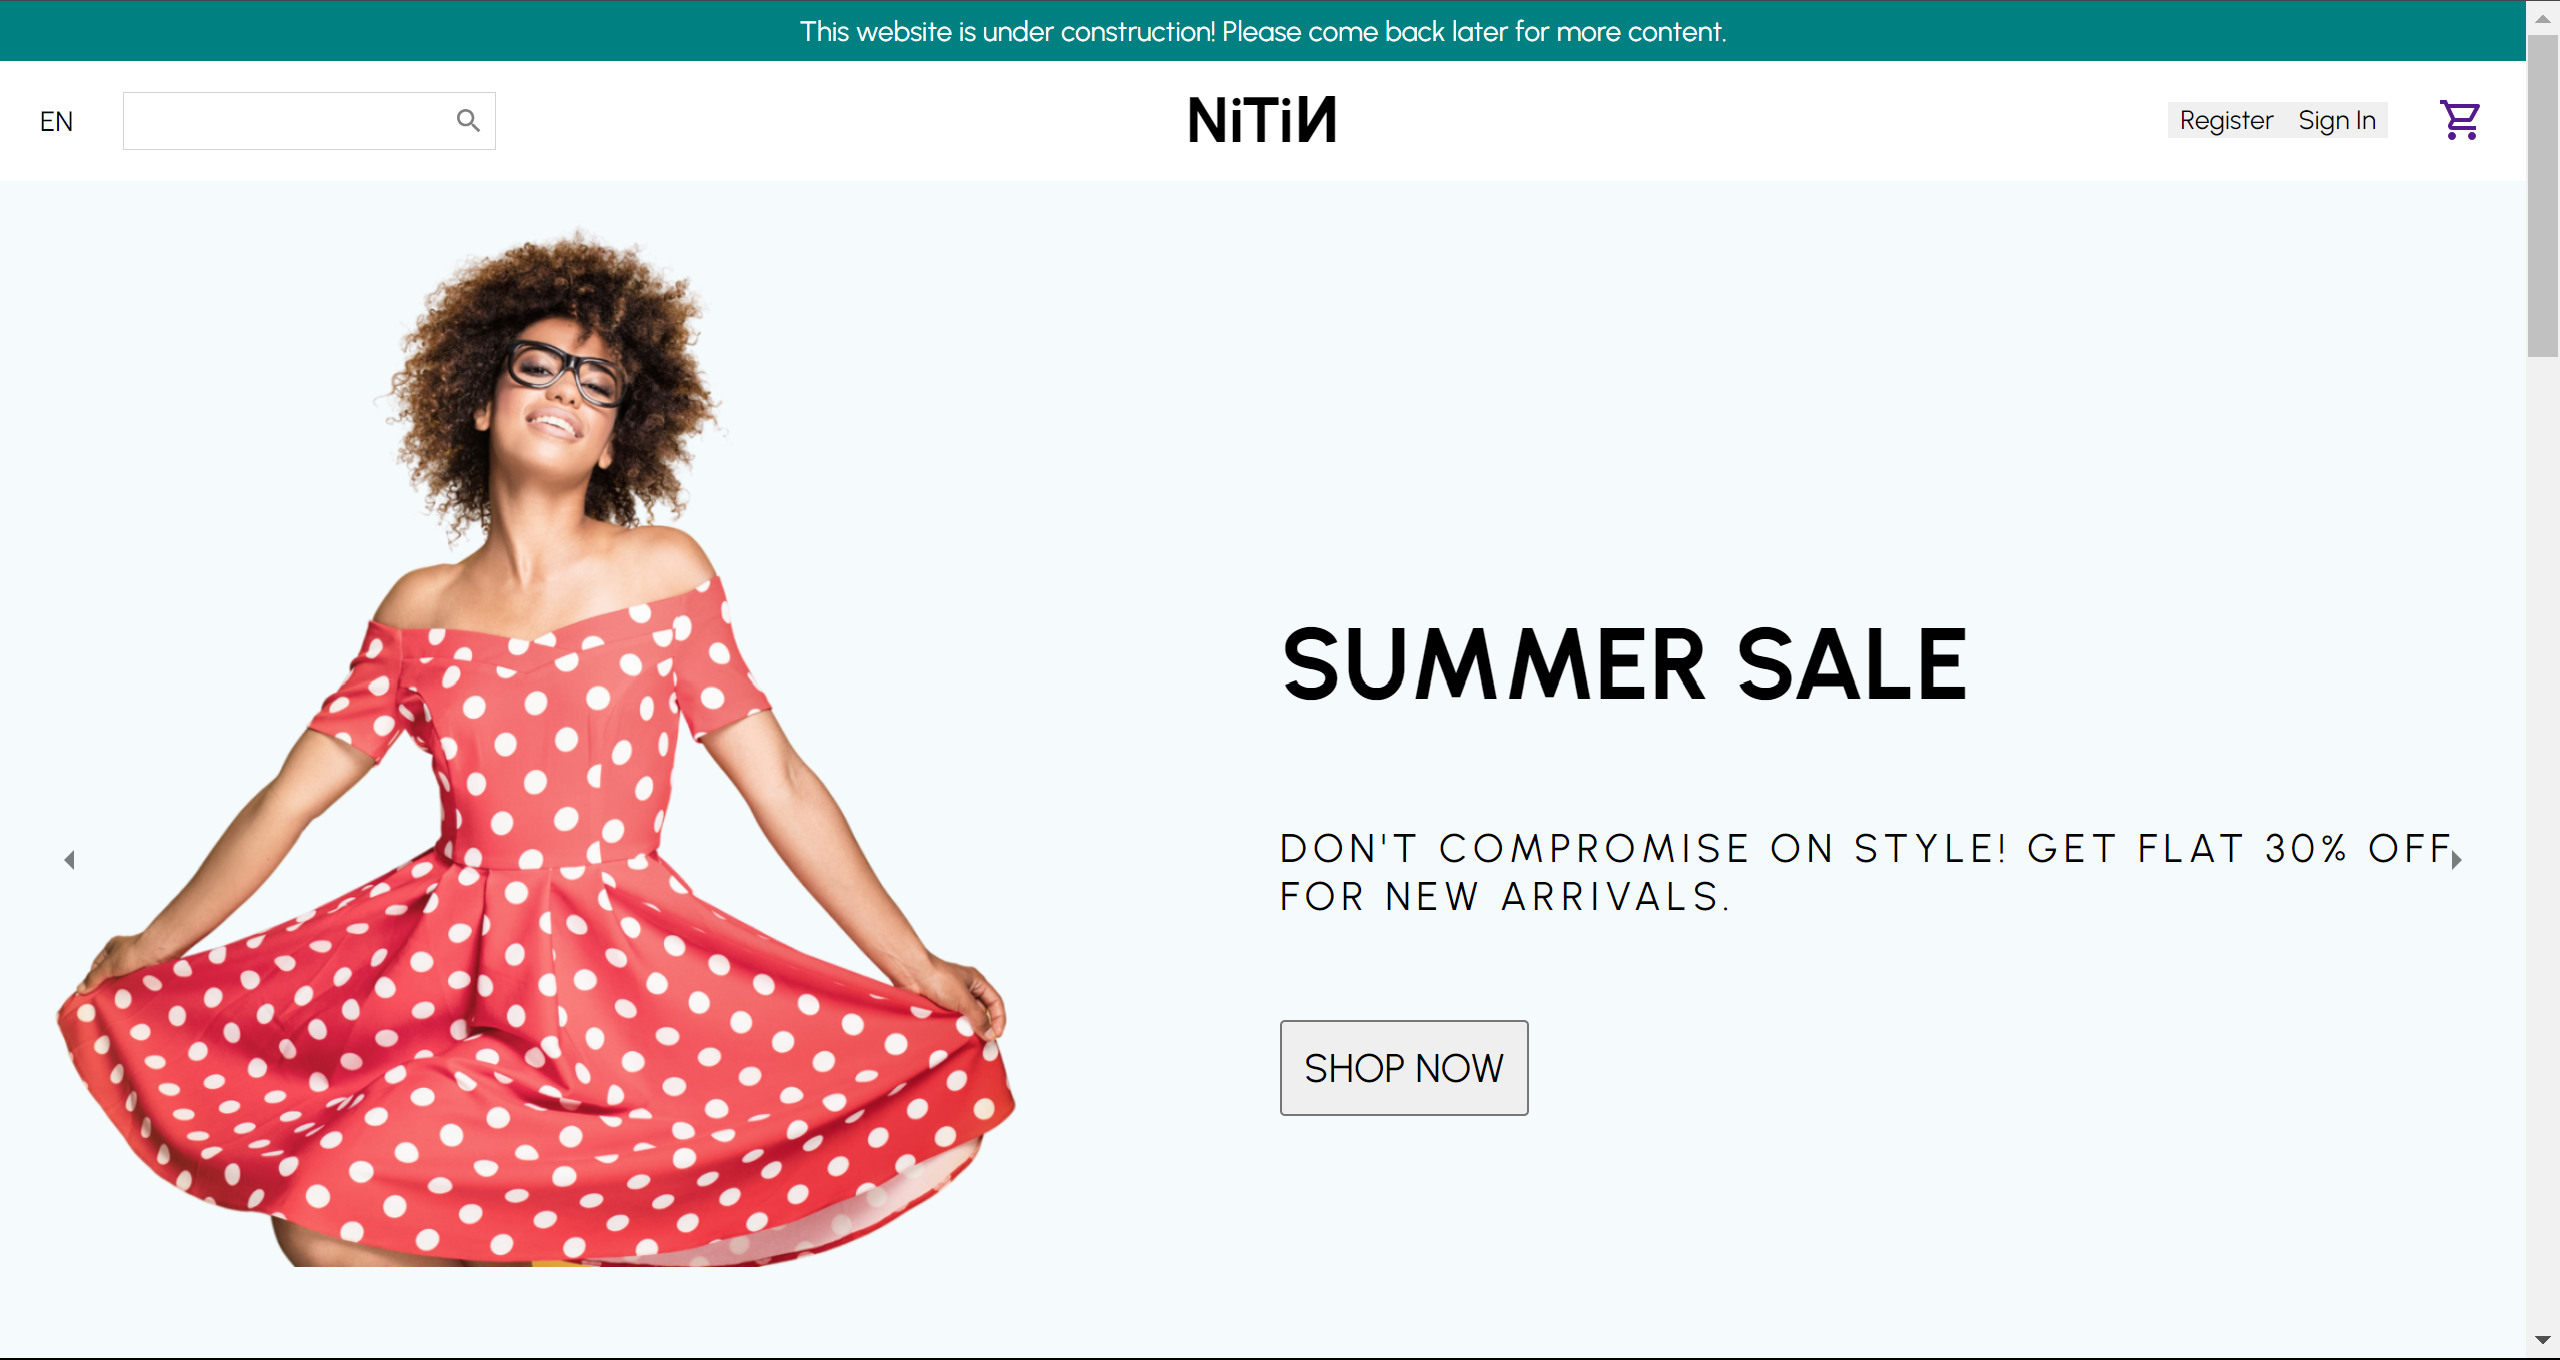 This website is under construction! Please come back later for more content.
EN
NiTiИ
Register Sign In
SUMMER SALE
DON'T COMPROMISE ON STYLE! GET FLAT 30% OFF
FOR NEW ARRIVALS.
SHOP NOW